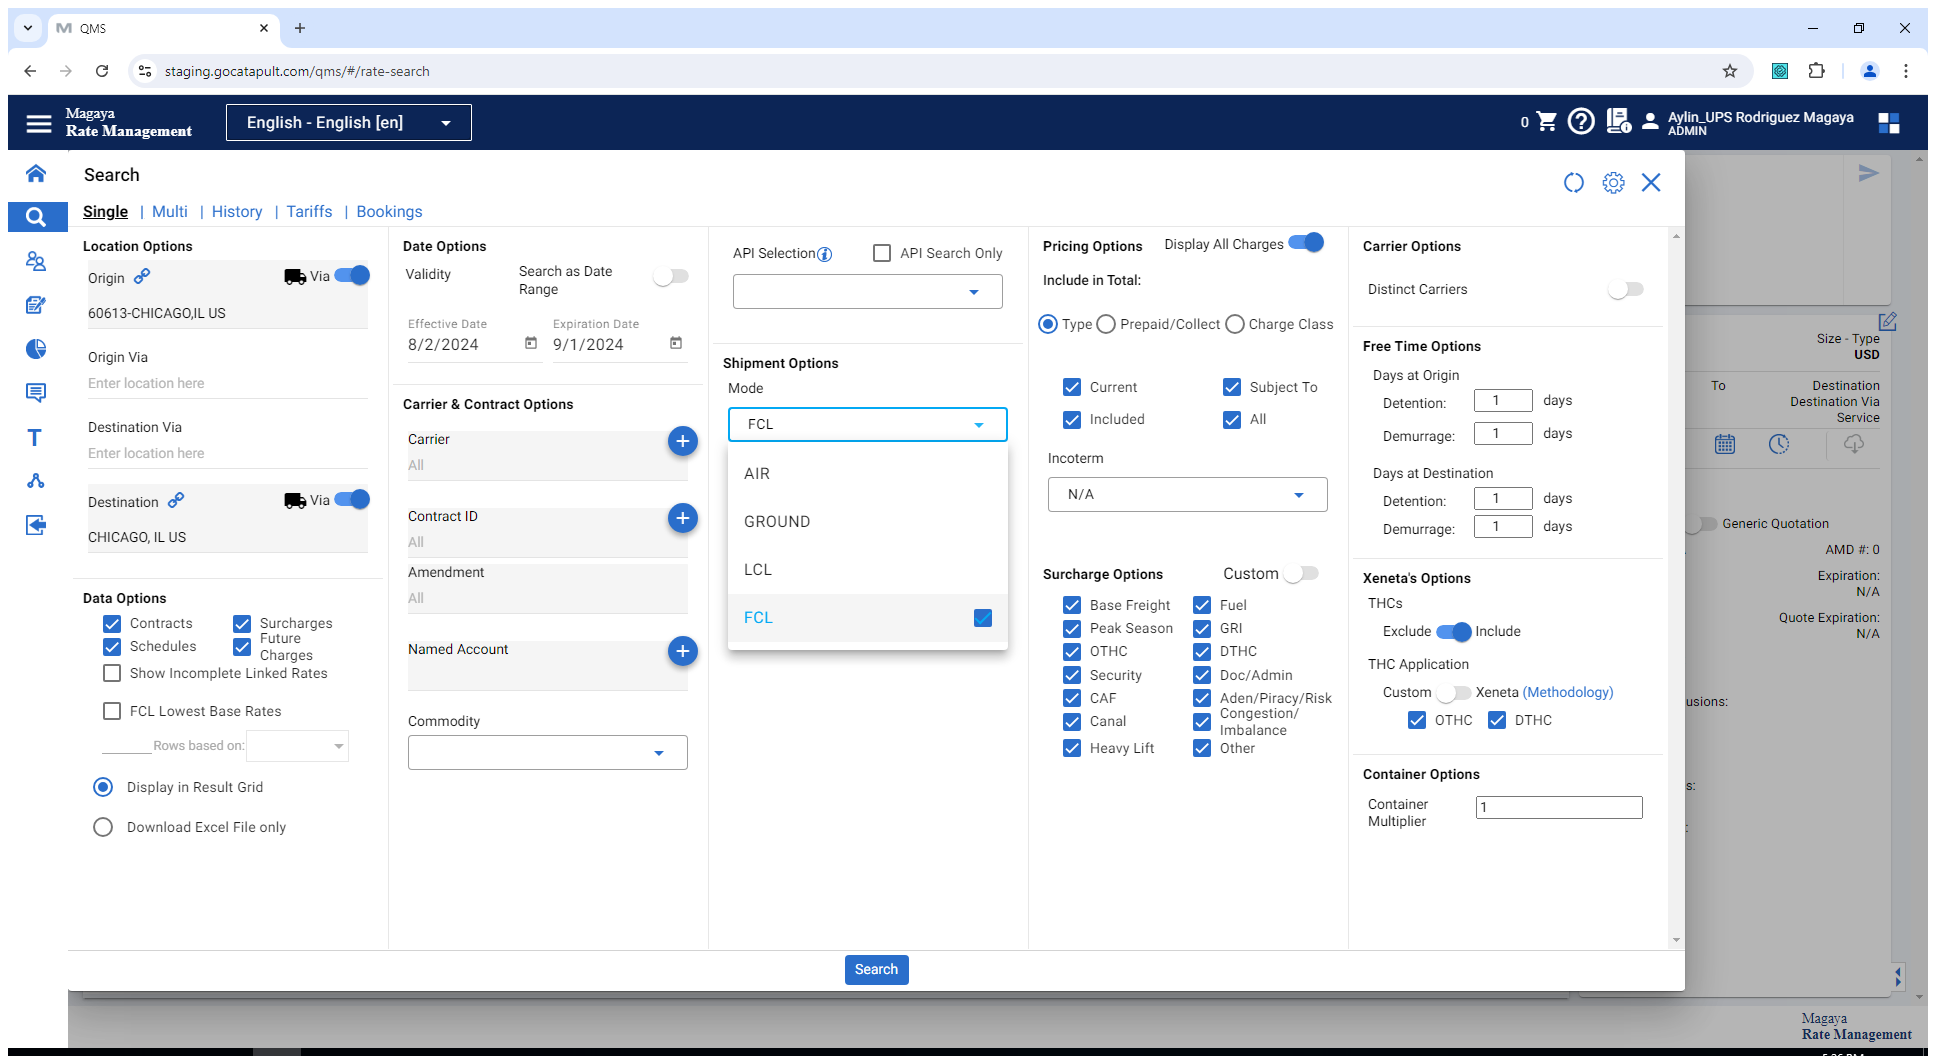 QMS
staging.gocatapult.com/qms/#/rate-search
Magaya
Rate Management
English - English [en]
0
Aylin_UPS Rodriguez Magaya
ADMIN
Search
Single | Multi | History | Tariffs | Bookings
Location Options
Origin
Via
60613-CHICAGO,IL US
Origin Via
Enter location here
Destination Via
Enter location here
Destination
Via
CHICAGO, IL US
Data Options
Contracts
Surcharges
Schedules
Future
Charges
Show Incomplete Linked Rates
FCL Lowest Base Rates
Rows based on:
Display in Result Grid
Download Excel File only
Date Options
Validity
Search as Date
Range
Effective Date
Expiration Date
8/2/2024
9/1/2024
Carrier & Contract Options
Carrier
All
Contract ID
All
Amendment
All
Named Account
Commodity
API Selection
API Search Only
Shipment Options
Mode
FCL
AIR
GROUND
LCL
FCL
Pricing Options
Display All Charges
Include in Total:
Type
Prepaid/Collect
Charge Class
Current
Subject To
Included
All
Incoterm
N/A
Surcharge Options
Custom
Base Freight
Fuel
Peak Season
GRI
OTHC
DTHC
Security
Doc/Admin
CAF
Aden/Piracy/Risk
Canal
Congestion/
Imbalance
Heavy Lift
Other
Carrier Options
Distinct Carriers
Free Time Options
Days at Origin
Detention: 1 days
Demurrage: 1 days
Days at Destination
Detention: 1 days
Demurrage: 1 days
Xeneta's Options
THCs
Exclude
Include
THC Application
Custom
Xeneta (Methodology)
OTHC
DTHC
Container Options
Container
Multiplier
1
Search
Size - Type
USD
To
Destination
Destination Via
Service
Generic Quotation
AMD #: 0
Expiration:
N/A
Quote Expiration:
N/A
usions:
s:
Magaya
Rate Management